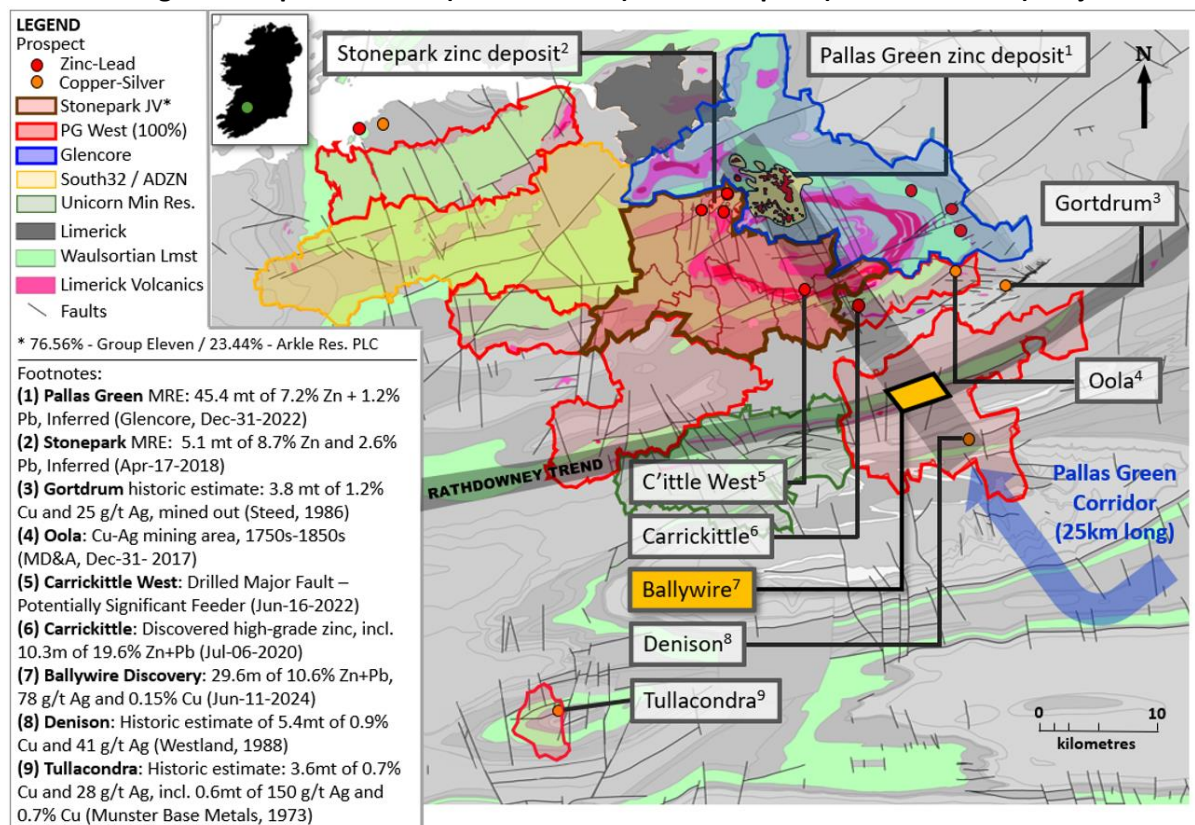 LEGEND
Prospect
Zinc-Lead
Copper-Silver
Stonepark JV*
PG West (100%)
Glencore
South32 / ADZN
Unicorn Min Res.
Limerick
Waulsortian Lmst
Limerick Volcanics
Faults
* 76.56% - Group Eleven / 23.44% - Arkle Res. PLC
Footnotes:
(1) Pallas Green MRE: 45.4 mt of 7.2% Zn + 1.2%
Pb, Inferred (Glencore, Dec-31-2022)
(2) Stonepark MRE: 5.1 mt of 8.7% Zn and 2.6%
Pb, Inferred (Apr-17-2018)
(3) Gortdrum historic estimate: 3.8 mt of 1.2%
Cu and 25 g/t Ag, mined out (Steed, 1986)
(4) Oola: Cu-Ag mining area, 1750s-1850s
(MD&A, Dec-31- 2017)
(5) Carrickittle West: Drilled Major Fault –
Potentially Significant Feeder (Jun-16-2022)
(6) Carrickittle: Discovered high-grade zinc, incl.
10.3m of 19.6% Zn+Pb (Jul-06-2020)
(7) Ballywire Discovery: 29.6m of 10.6% Zn+Pb,
78 g/t Ag and 0.15% Cu (Jun-11-2024)
(8) Denison: Historic estimate of 5.4mt of 0.9%
Cu and 41 g/t Ag (Westland, 1988)
(9) Tullacondra: Historic estimate: 3.6mt of 0.7%
Cu and 28 g/t Ag, incl. 0.6mt of 150 g/t Ag and
0.7% Cu (Munster Base Metals, 1973)
Stonepark zinc deposit2
Pallas Green zinc deposit1
N
Gortdrum3
Oola4
RATHDOWNEY TREND
C'ittle West5
Carrickittle6
Ballywire7
Denison8
Tullacondra9
Pallas Green
Corridor
(25km long)
0 10
kilometres